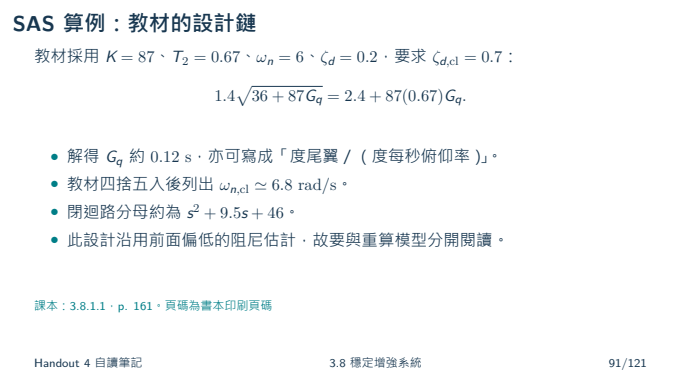 SAS 算例：教材的設計鏈
教材採用 K = 87、T₂ = 0.67、ωₙ = 6、ζ_d = 0.2，要求 ζ_{d,cl} = 0.7：
1.4√(36 + 87G_q) = 2.4 + 87(0.67)G_q.
• 解得 G_q 約 0.12 s，亦可寫成「度尾翼 /（度每秒俯仰率）」。
• 教材四捨五入後列出 ω_{n,cl} ≃ 6.8 rad/s。
• 閉迴路分母約為 s² + 9.5s + 46。
• 此設計沿用前面偏低的阻尼估計，故要與重算模型分開閱讀。
課本：3.8.1.1，p. 161。頁碼為書本印刷頁碼
Handout 4 自讀筆記 3.8 穩定增強系統 91/121